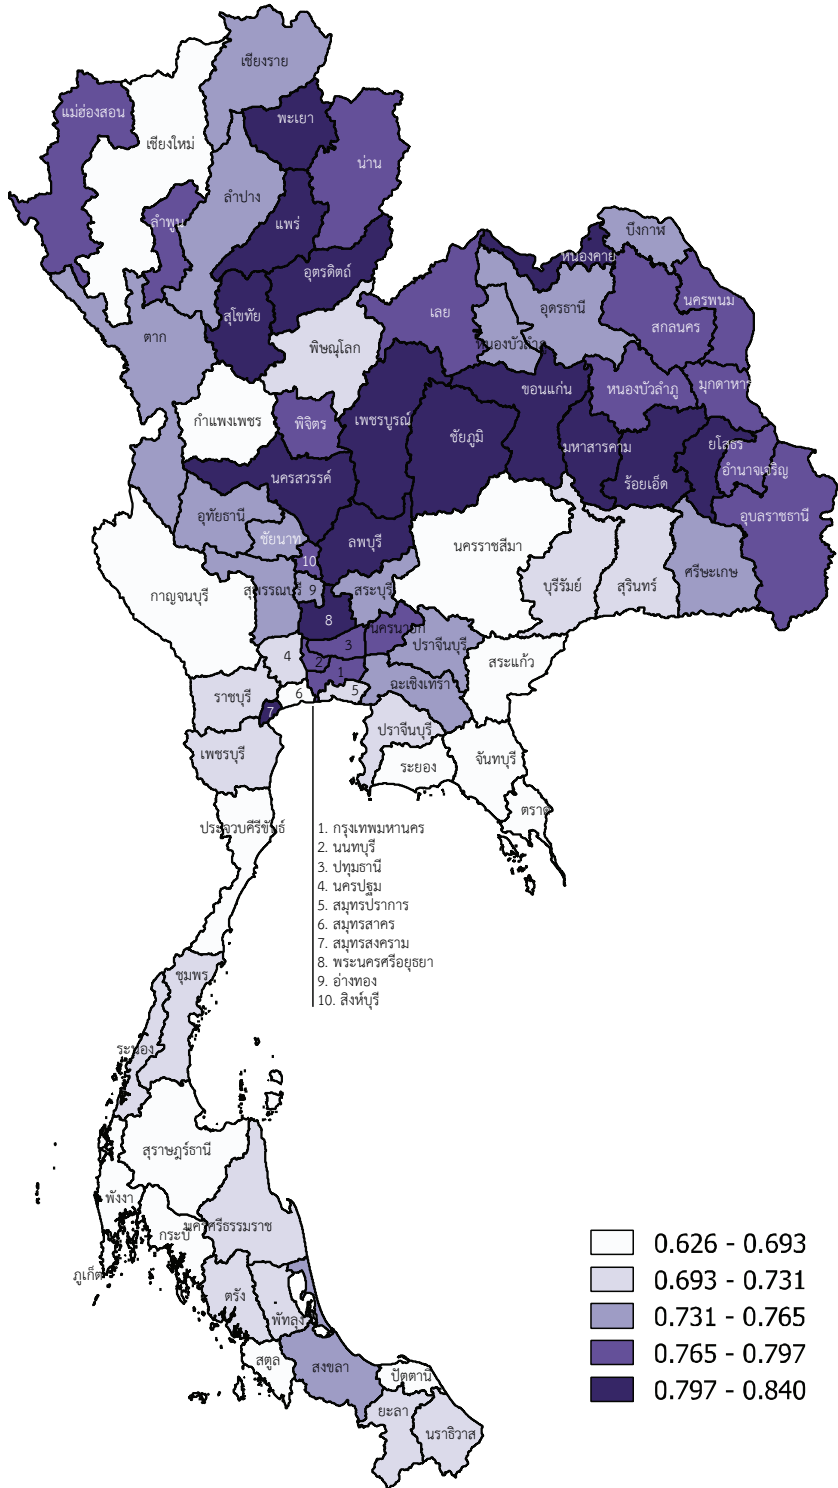 เชียงราย
แม่ฮ่องสอน
พะเยา
เชียงใหม่
น่าน
ลำปาง
ลำพูน
แพร่
บึงกาฬ
หนองคาย
อุตรดิตถ์
นครพนม
อุดรธานี
เลย
สุโขทัย
สกลนคร
ตาก
พิษณุโลก
หนองบัวลำภู
มุกดาหาร
หนองบัวลำภู
ขอนแก่น
กำแพงเพชร
พิจิตร
เพชรบูรณ์
ชัยภูมิ
มหาสารคาม
ยโสธร
อำนาจเจริญ
นครสวรรค์
ร้อยเอ็ด
อุทัยธานี
อุบลราชธานี
ชัยนาท
ลพบุรี
นครราชสีมา
10
ศรีษะเกษ
กาญจนบุรี
สุพรรณบุรี
9
สระบุรี
บุรีรัมย์
สุรินทร์
8
นครนายก
3
ปราจีนบุรี
4
2
1
สระแก้ว
ฉะเชิงเทรา
ราชบุรี
6
5
7
ปราจีนบุรี
เพชรบุรี
ระยอง
จันทบุรี
ตราด
ประจวบคีรีขันธ์
1. กรุงเทพมหานคร
2. นนทบุรี
3. ปทุมธานี
4. นครปฐม
5. สมุทรปราการ
6. สมุทรสาคร
7. สมุทรสงคราม
8. พระนครศรีอยุธยา
9. อ่างทอง
10. สิงห์บุรี
ชุมพร
ระนอง
สุราษฎร์ธานี
พังงา
นครศรีธรรมราช
กระบี่
ภูเก็ต
ตรัง
พัทลุง
สตูล
สงขลา
ปัตตานี
ยะลา
นราธิวาส
0.626 - 0.693
0.693 - 0.731
0.731 - 0.765
0.765 - 0.797
0.797 - 0.840